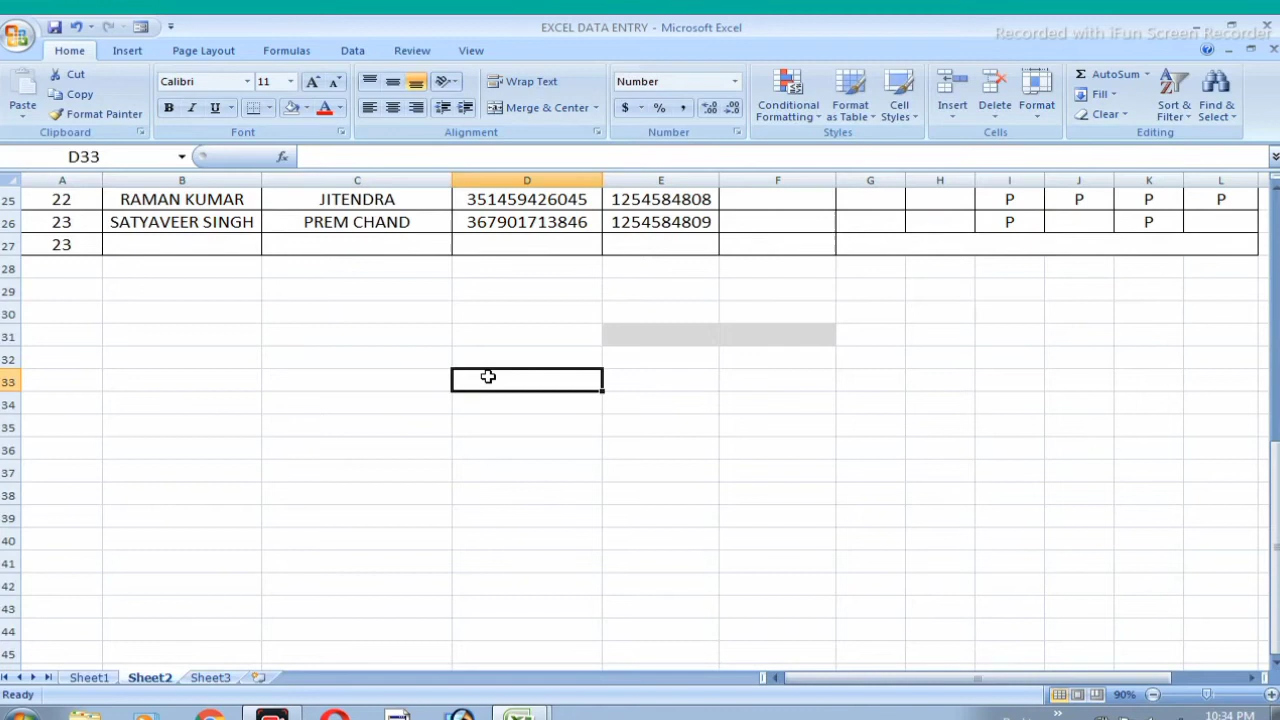 EXCEL DATA ENTRY - Microsoft Excel
Recorded with iFun Screen Recorder
Home Insert Page Layout Formulas Data Review View
Paste Cut Copy Format Painter
Calibri 11 A A
B I U A
Wrap Text
Merge & Center
Number
$ % ,
Conditional Formatting Format as Table Cell Styles
Insert Delete Format
Σ AutoSum Fill Clear
Sort & Filter Find & Select
Clipboard Font Alignment Number Styles Cells Editing
D33 fx
A B C D E F G H I J K L
25 22 RAMAN KUMAR JITENDRA 351459426045 1254584808 P P P P
26 23 SATYAVEER SINGH PREM CHAND 367901713846 1254584809 P P
27 23
28
29
30
31
32
33
34
35
36
37
38
39
40
41
42
43
44
45
Sheet1 Sheet2 Sheet3
Ready 90%
10:34 PM